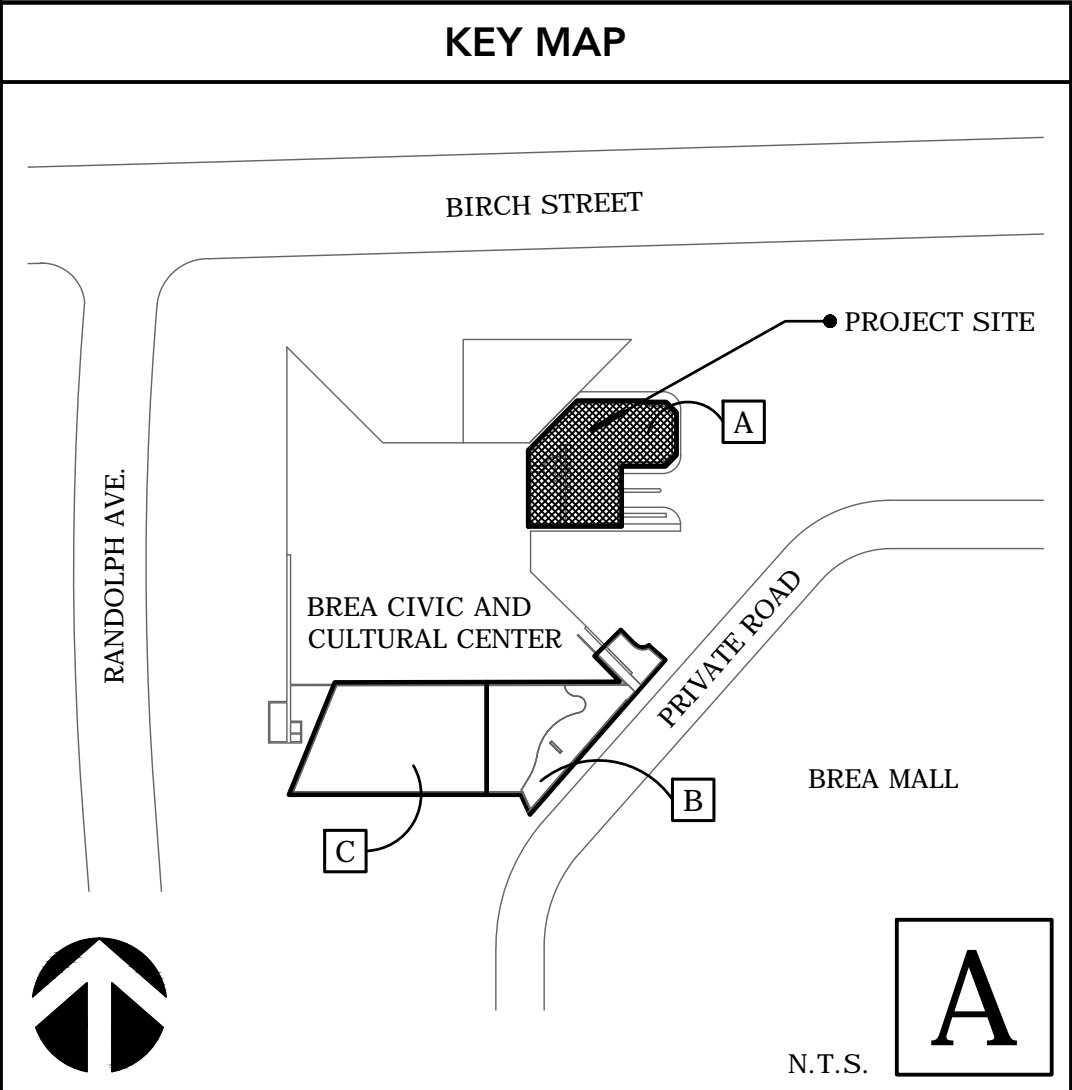 KEY MAP
BIRCH STREET
PROJECT SITE
A
RANDOLPH AVE.
BREA CIVIC AND
CULTURAL CENTER
PRIVATE ROAD
BREA MALL
B
C
A
N.T.S.